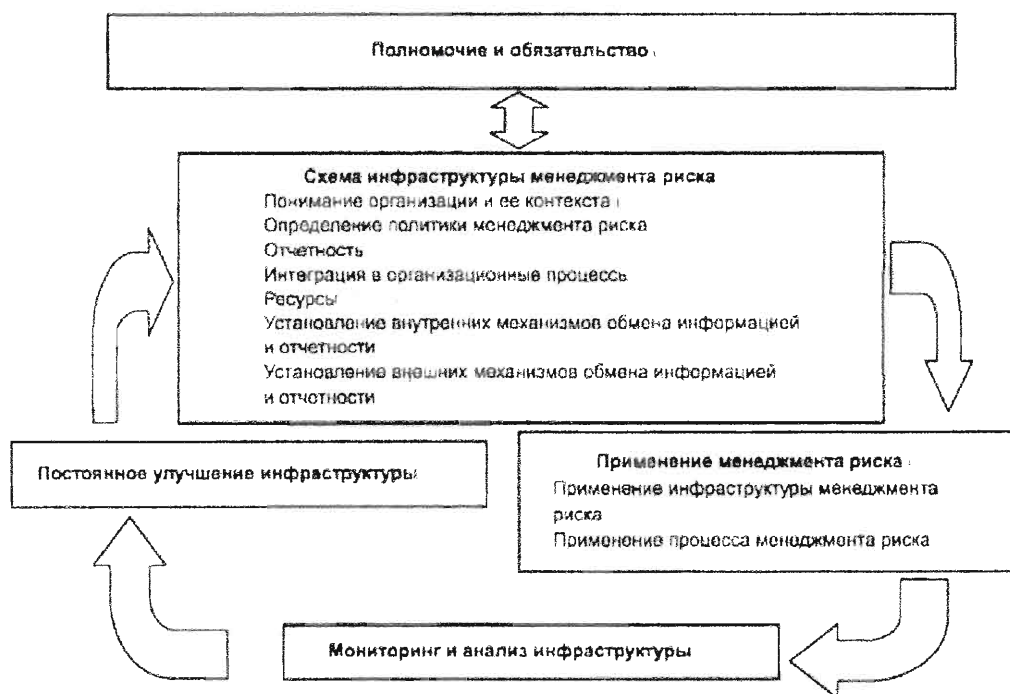 Полномочие и обязательство
Схема инфраструктуры менеджмента риска
Понимание организации и ее контекста
Определение политики менеджмента риска
Отчетность
Интеграция в организационные процессы
Ресурсы
Установление внутренних механизмов обмена информацией
и отчетности
Установление внешних механизмов обмена информацией
и отчетности
Постоянное улучшение инфраструктуры
Применение менеджмента риска
Применение инфраструктуры менеджмента
риска
Применение процесса менеджмента риска
Мониторинг и анализ инфраструктуры